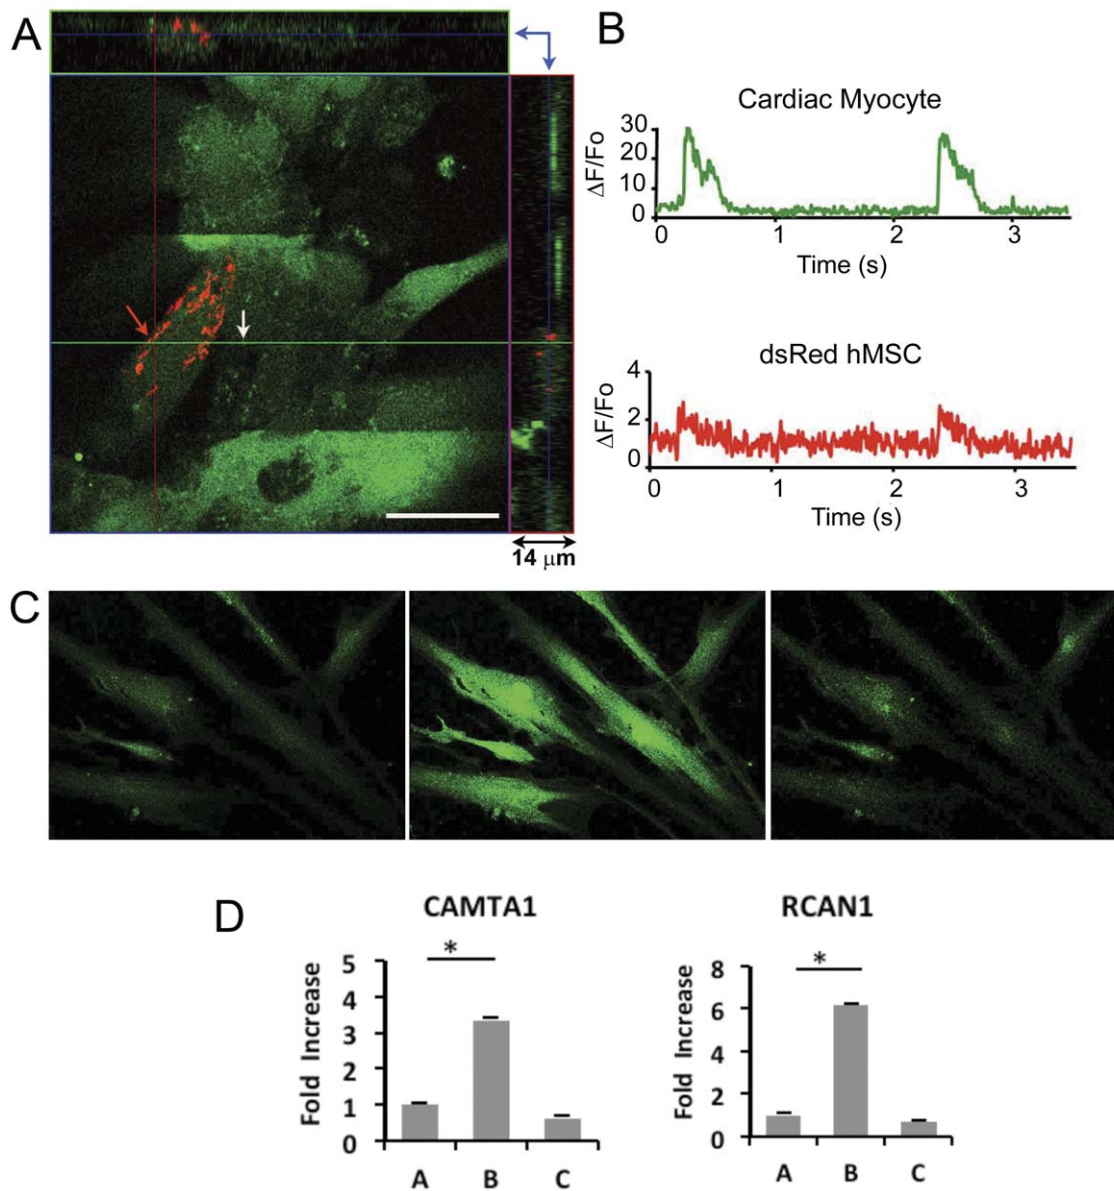 A
14 μm
B
Cardiac Myocyte
ΔF/Fo
30
20
10
0
0 1 2 3
Time (s)
dsRed hMSC
ΔF/Fo
4
2
0
0 1 2 3
Time (s)
C
D
CAMTA1
*
Fold Increase
5
4
3
2
1
0
A B C
RCAN1
*
Fold Increase
8
6
4
2
0
A B C